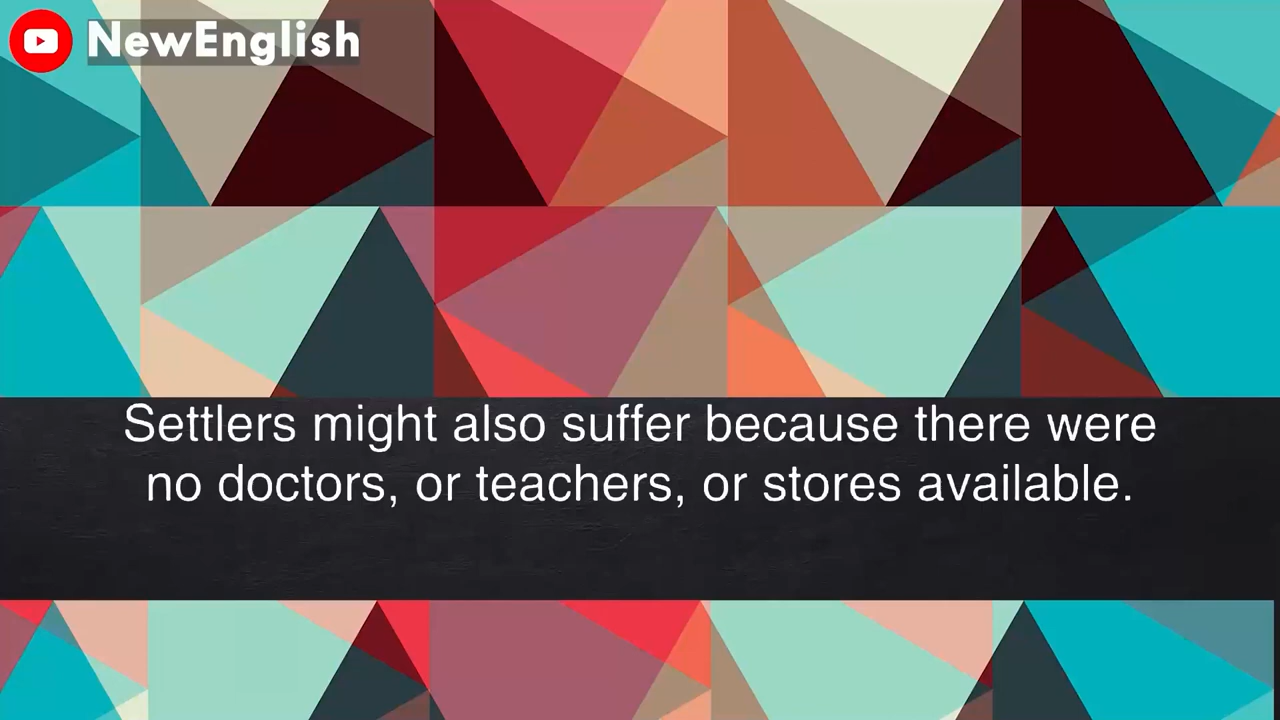 NewEnglish
Settlers might also suffer because there were
no doctors, or teachers, or stores available.